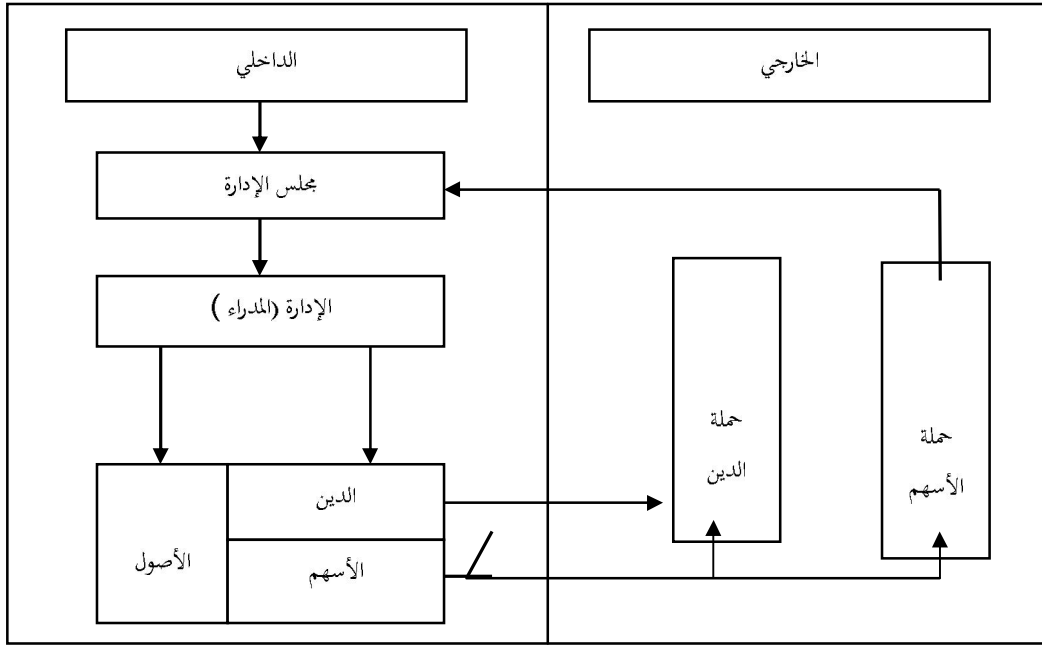 الخارجي
الداخلي
مجلس الإدارة
الإدارة (المدراء )
حملة
الأسهم
حملة
الدين
الدين
الأسهم
الأصول